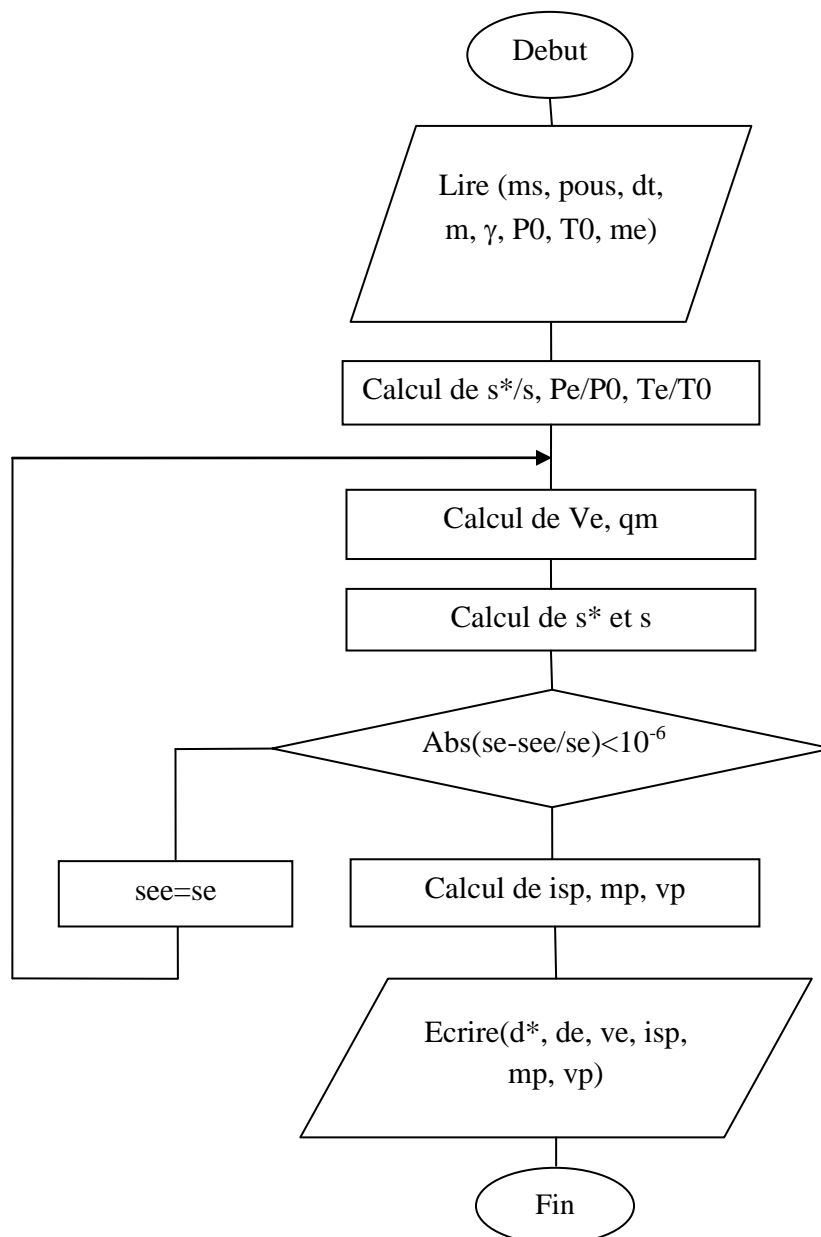 Debut
Lire (ms, pous, dt,
m, γ, P0, T0, me)
Calcul de s*/s, Pe/P0, Te/T0
Calcul de Ve, qm
Calcul de s* et s
Abs(se-see/se)<10⁻⁶
see=se
Calcul de isp, mp, vp
Ecrire(d*, de, ve, isp,
mp, vp)
Fin